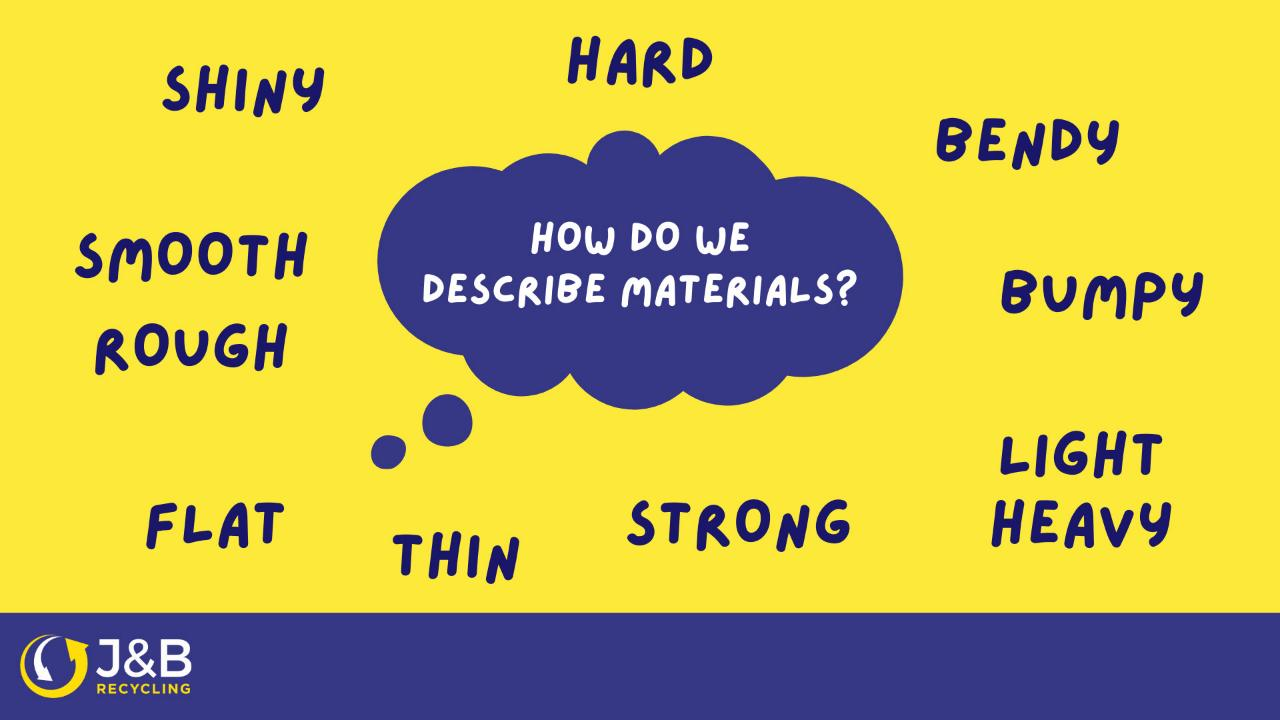 HARD
SHINY
BENDY
HOW DO WE
DESCRIBE MATERIALS?
SMOOTH
ROUGH
BUMPY
LIGHT
HEAVY
FLAT
THIN
STRONG
J&B
RECYCLING